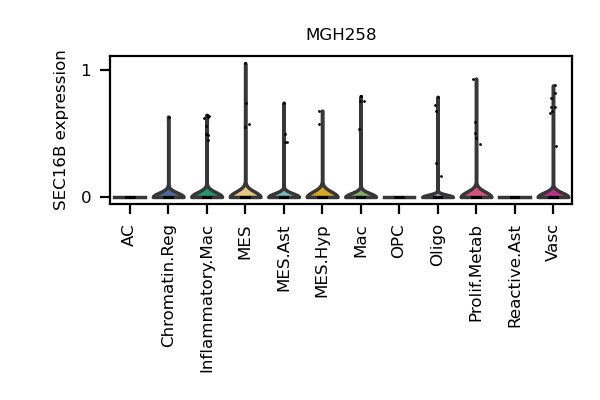 MGH258
SEC16B expression
1
0
AC
Chromatin.Reg
Inflammatory.Mac
MES
MES.Ast
MES.Hyp
Mac
OPC
Oligo
Prolif.Metab
Reactive.Ast
Vasc